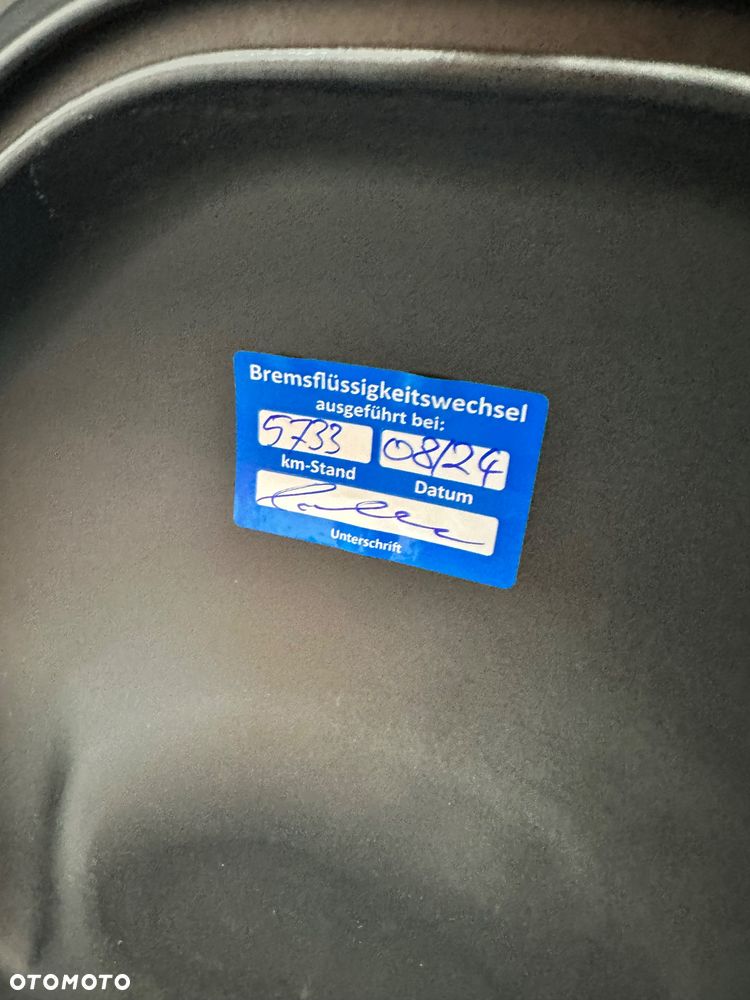 Bremsflüssigkeitswechsel
ausgeführt bei:
5733 08/24
km-Stand Datum
Unterschrift
OTOMOTO